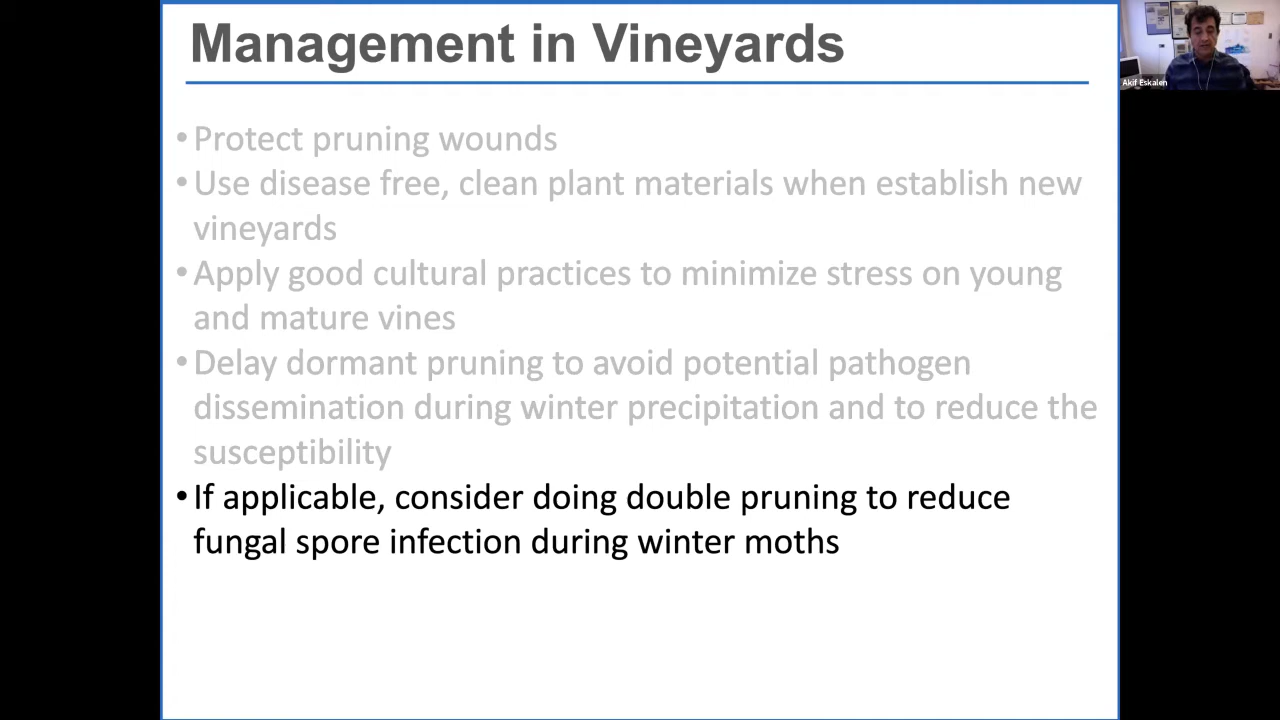 Management in Vineyards
Akif Eskalen
•Protect pruning wounds
•Use disease free, clean plant materials when establish new
vineyards
•Apply good cultural practices to minimize stress on young
and mature vines
•Delay dormant pruning to avoid potential pathogen
dissemination during winter precipitation and to reduce the
susceptibility
•If applicable, consider doing double pruning to reduce
fungal spore infection during winter moths